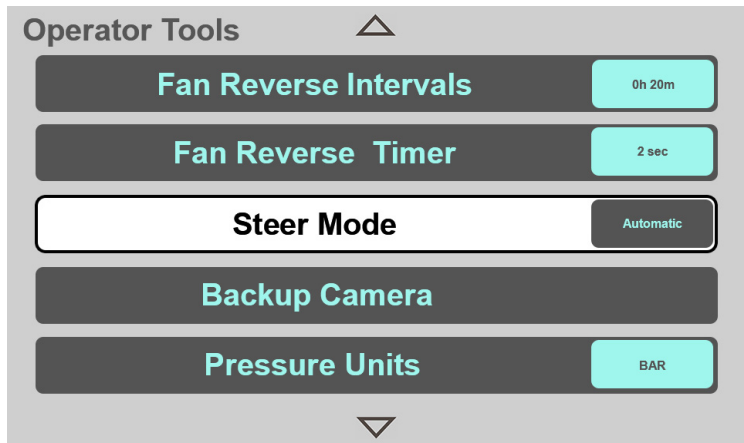 Operator Tools
Fan Reverse Intervals 0h 20m
Fan Reverse Timer 2 sec
Steer Mode Automatic
Backup Camera
Pressure Units BAR